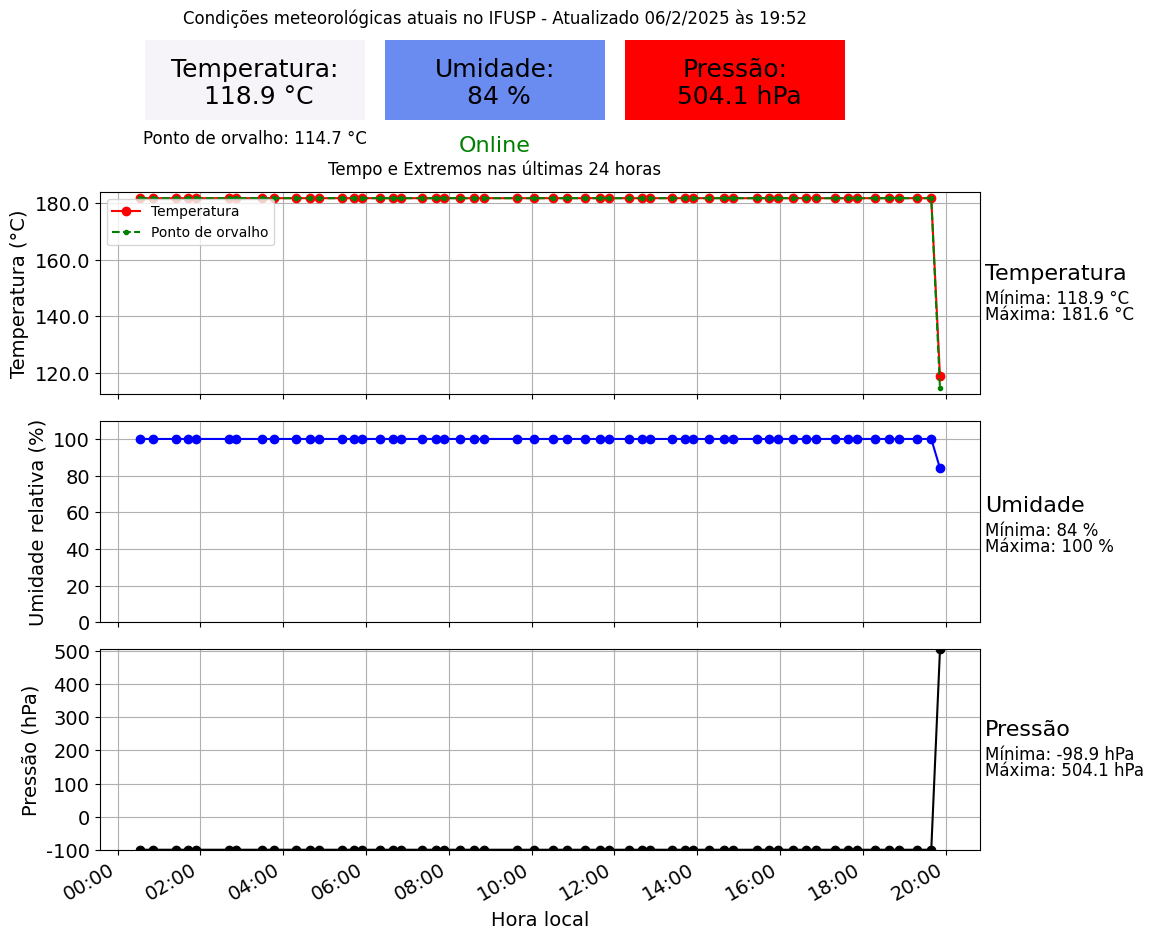 Condições meteorológicas atuais no IFUSP - Atualizado 06/2/2025 às 19:52
Temperatura:
118.9 °C
Umidade:
84 %
Pressão:
504.1 hPa
Ponto de orvalho: 114.7 °C
Online
Tempo e Extremos nas últimas 24 horas
Temperatura (°C)
180.0
160.0
140.0
120.0
Temperatura
Ponto de orvalho
Temperatura
Mínima: 118.9 °C
Máxima: 181.6 °C
Umidade relativa (%)
100
80
60
40
20
0
Umidade
Mínima: 84 %
Máxima: 100 %
Pressão (hPa)
500
400
300
200
100
0
-100
Pressão
Mínima: -98.9 hPa
Máxima: 504.1 hPa
00:00
02:00
04:00
06:00
08:00
10:00
12:00
14:00
16:00
18:00
20:00
Hora local